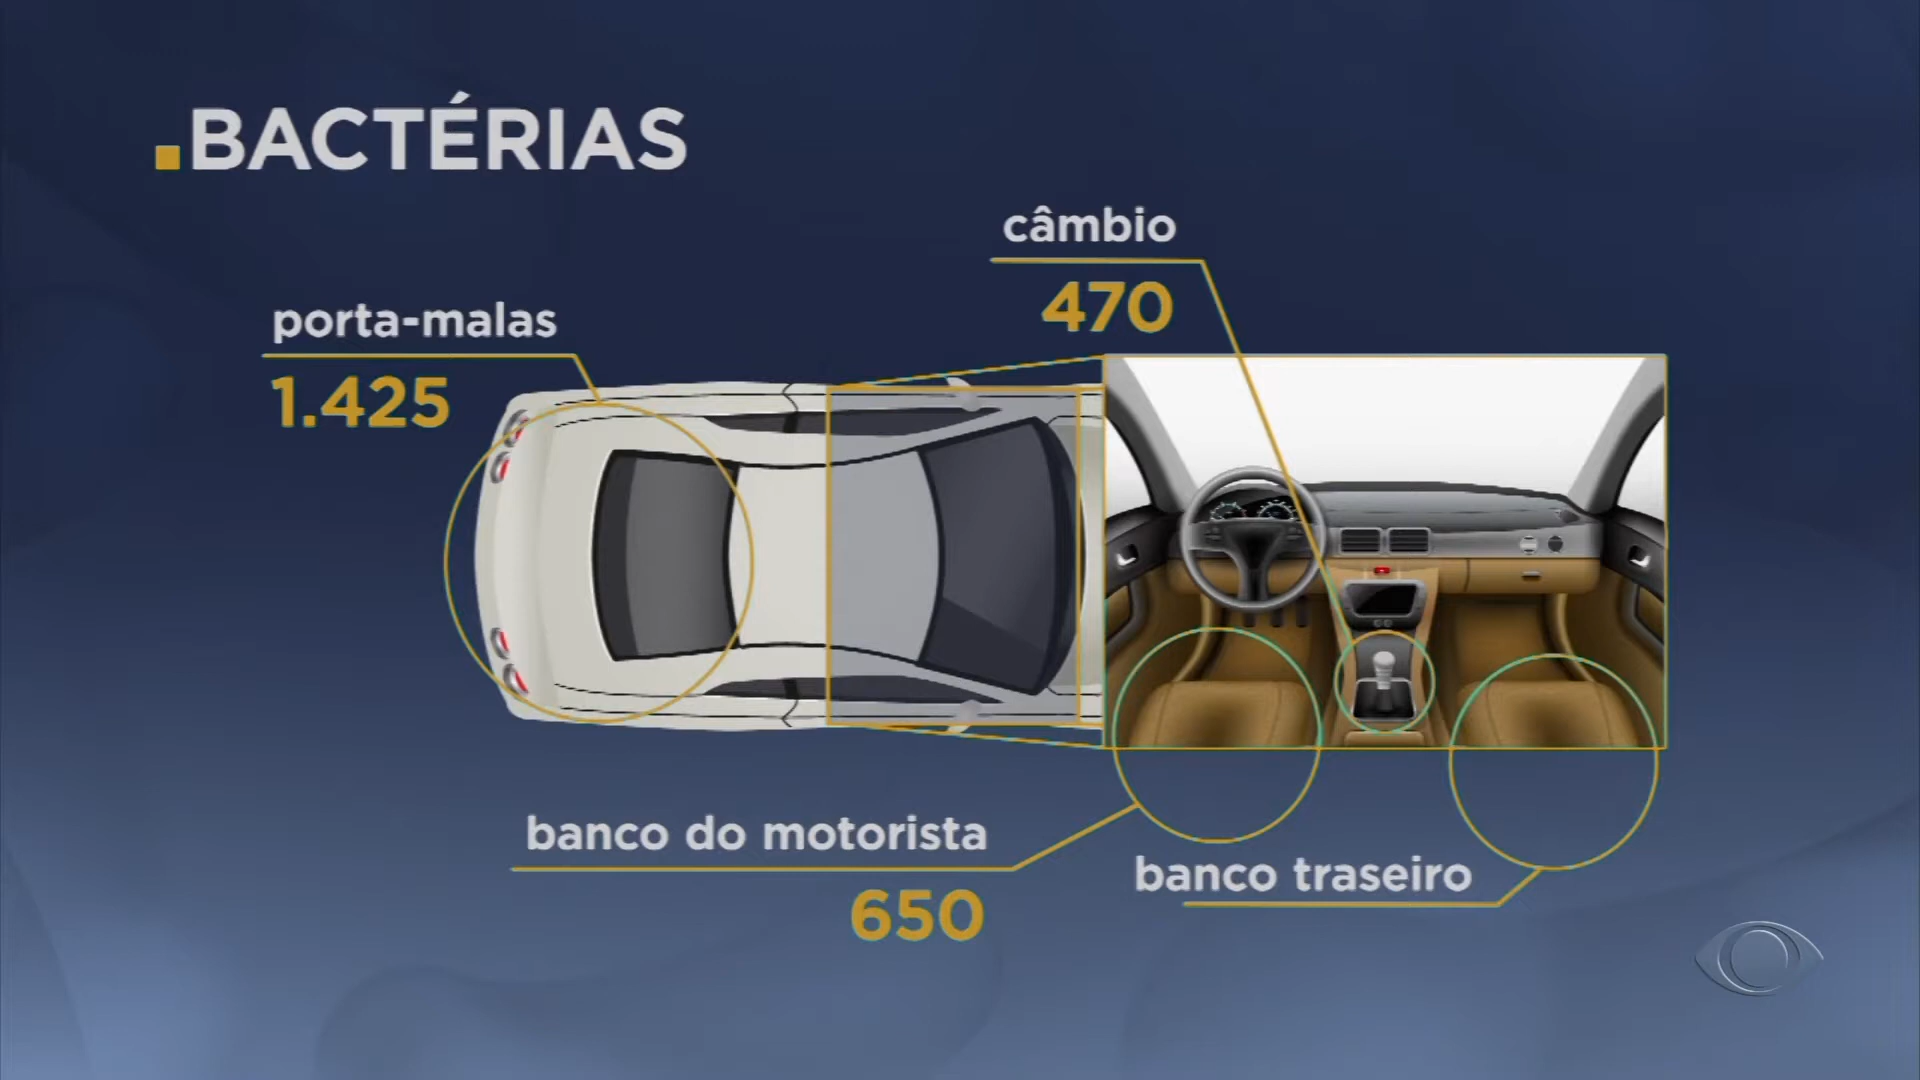 BACTÉRIAS
câmbio
470
porta-malas
1.425
banco do motorista
650
banco traseiro